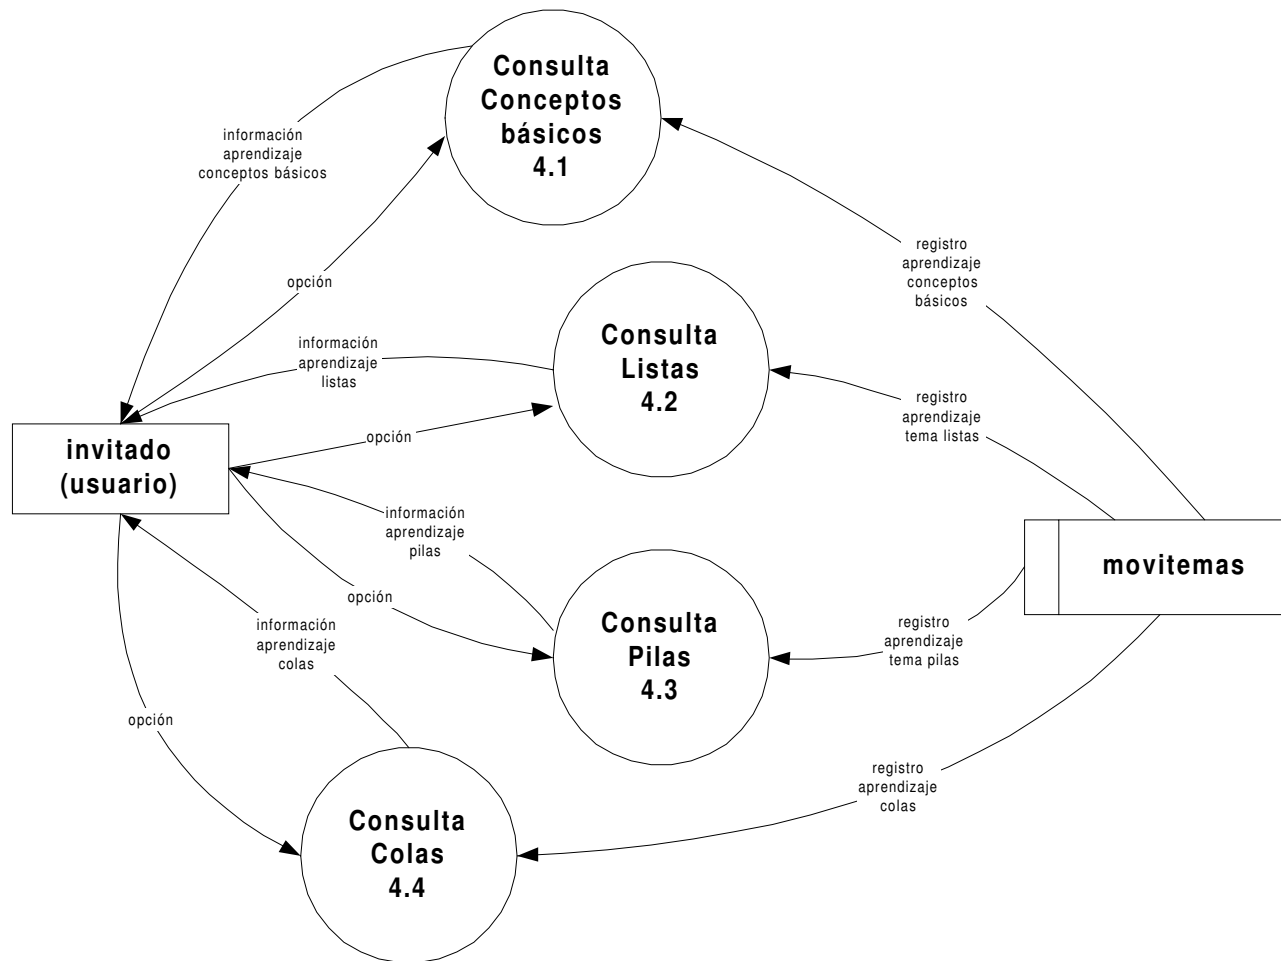 Consulta
Conceptos
básicos
4.1
información
aprendizaje
conceptos básicos
opción
registro
aprendizaje
conceptos
básicos
Consulta
Listas
4.2
información
aprendizaje
listas
opción
registro
aprendizaje
tema listas
invitado
(usuario)
información
aprendizaje
pilas
opción
movitemas
Consulta
Pilas
4.3
registro
aprendizaje
tema pilas
información
aprendizaje
colas
opción
registro
aprendizaje
colas
Consulta
Colas
4.4